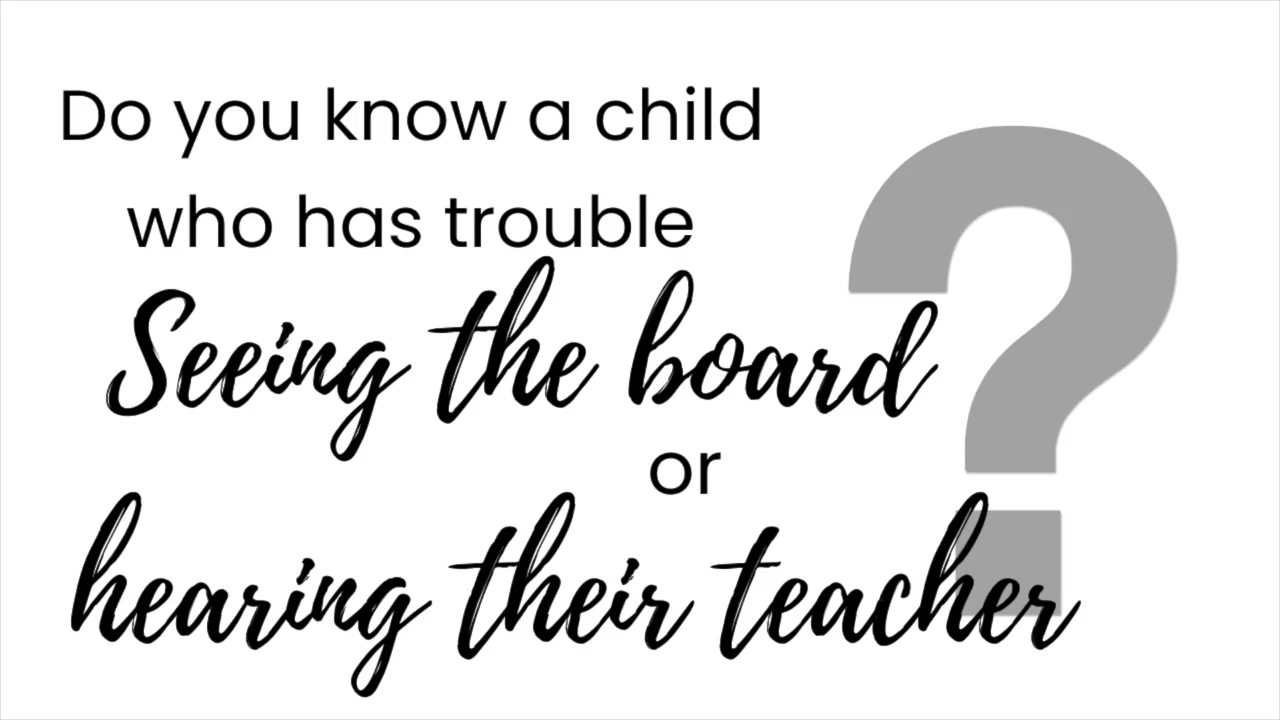 Do you know a child
who has trouble
Seeing the board
or
hearing their teacher
?